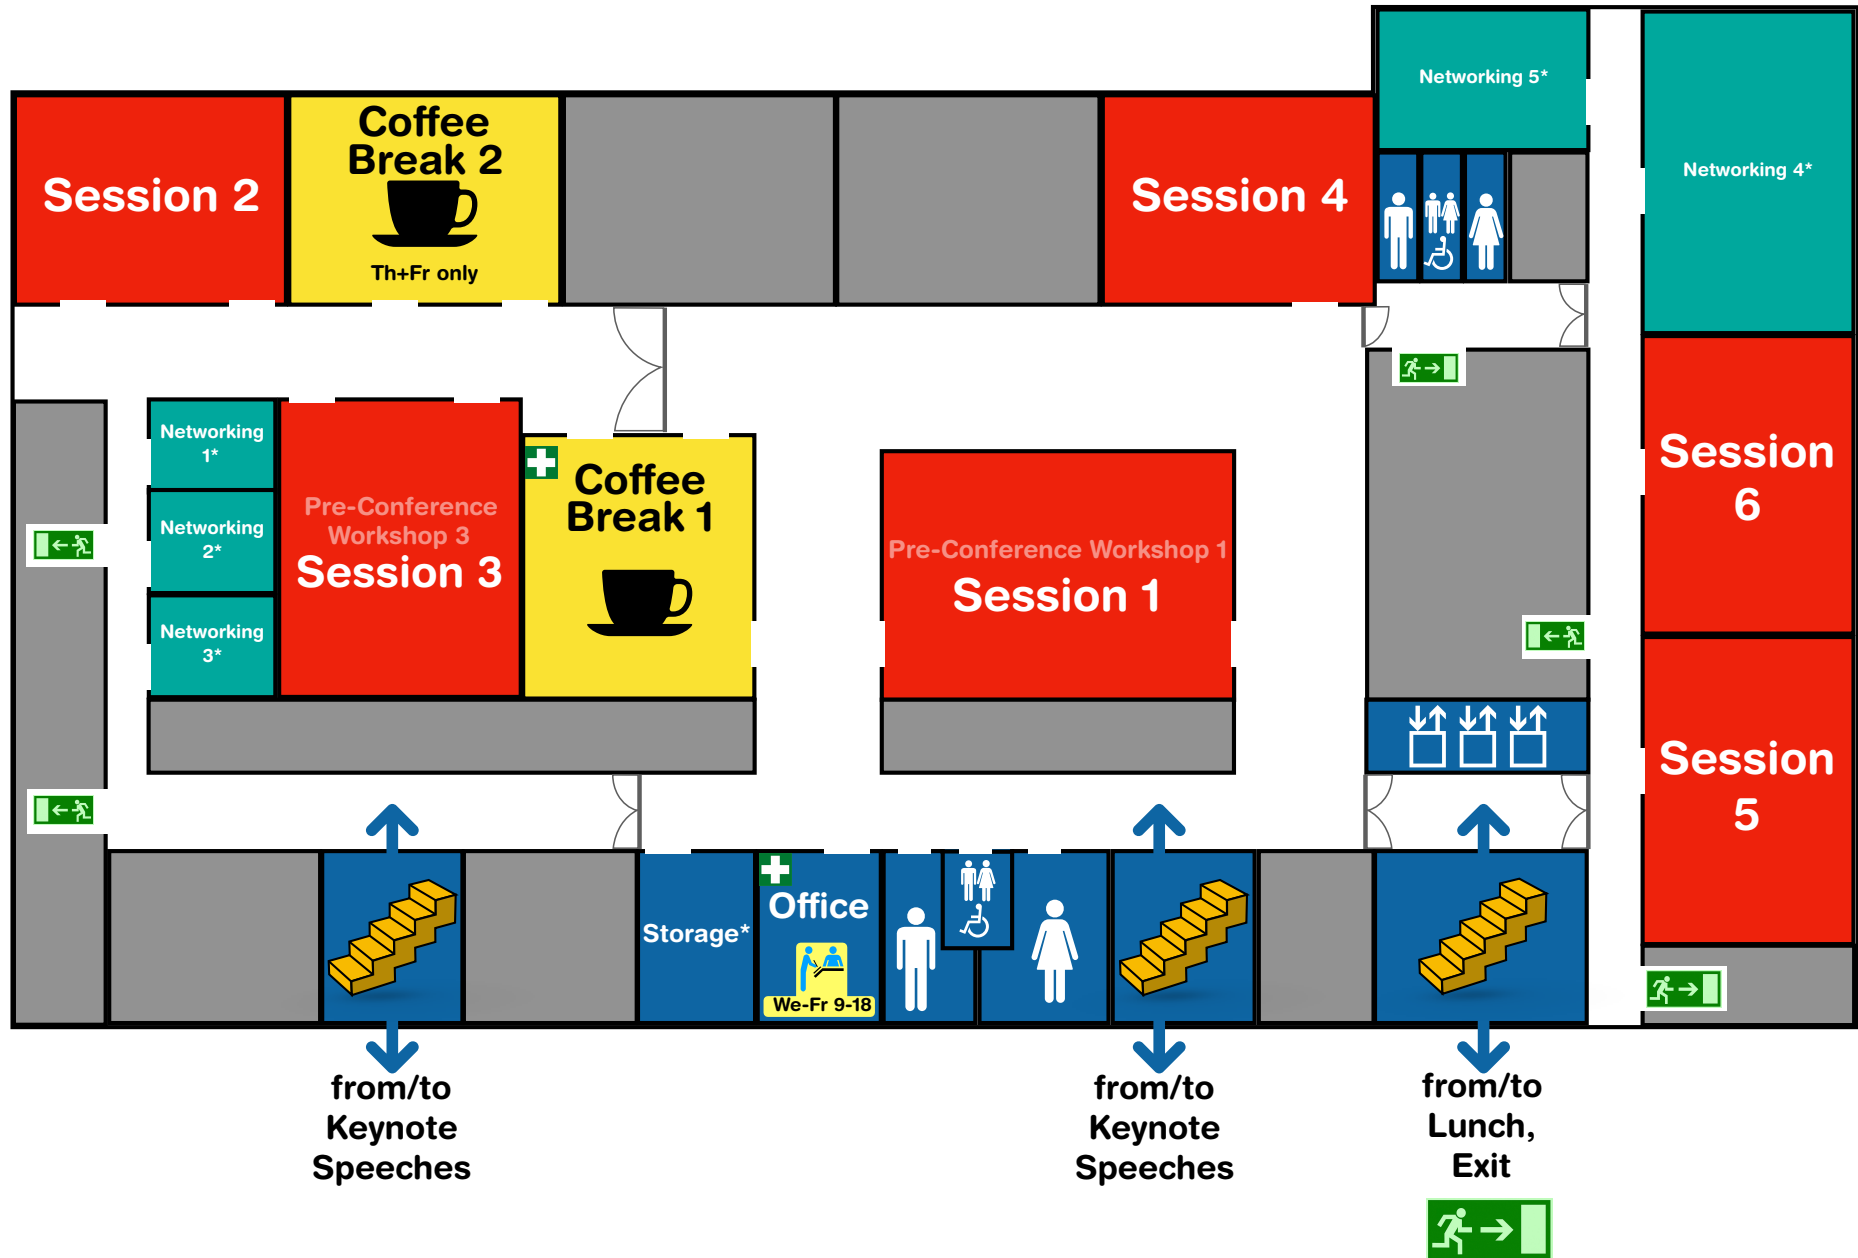 Networking 5*
Coffee
Break 2
Th+Fr only
Session 2
Session 4
Networking 4*
Networking
1*
Networking
2*
Networking
3*
Pre-Conference
Workshop 3
Session 3
Coffee
Break 1
Pre-Conference Workshop 1
Session 1
Session
6
Session
5
Storage*
Office
We-Fr 9-18
from/to
Keynote
Speeches
from/to
Keynote
Speeches
from/to
Lunch,
Exit